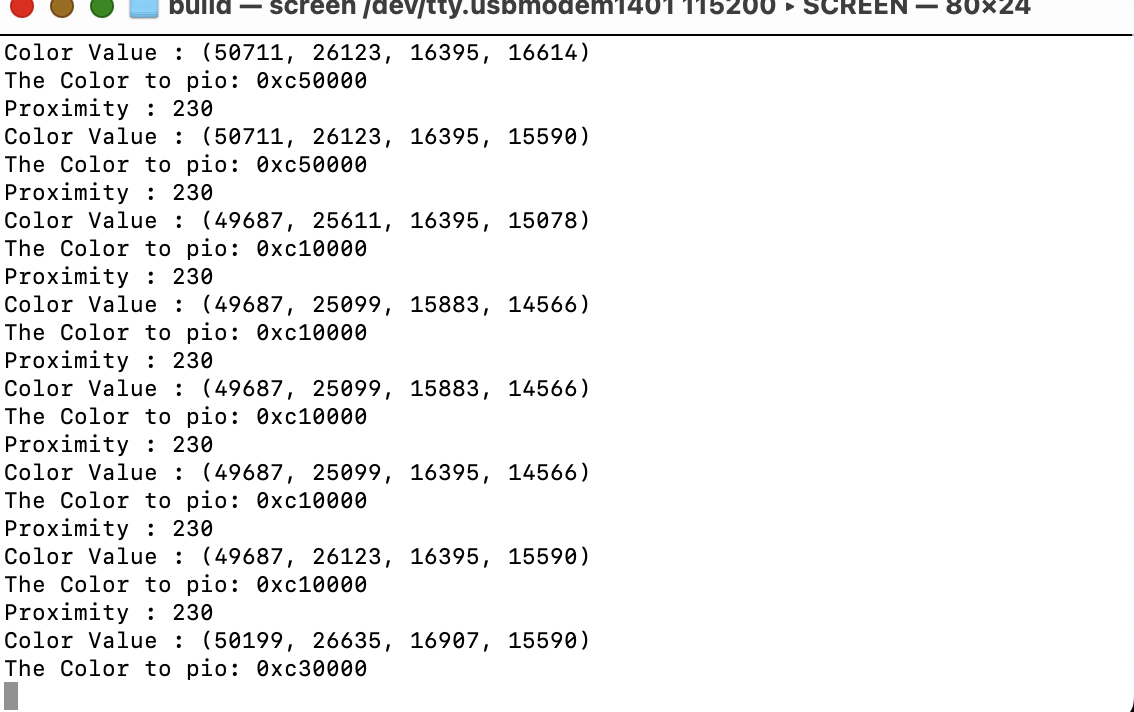 build — screen /dev/tty.usbmodem1401 115200 ▸ SCREEN — 80×24
Color Value : (50711, 26123, 16395, 16614)
The Color to pio: 0xc50000
Proximity : 230
Color Value : (50711, 26123, 16395, 15590)
The Color to pio: 0xc50000
Proximity : 230
Color Value : (49687, 25611, 16395, 15078)
The Color to pio: 0xc10000
Proximity : 230
Color Value : (49687, 25099, 15883, 14566)
The Color to pio: 0xc10000
Proximity : 230
Color Value : (49687, 25099, 15883, 14566)
The Color to pio: 0xc10000
Proximity : 230
Color Value : (49687, 25099, 16395, 14566)
The Color to pio: 0xc10000
Proximity : 230
Color Value : (49687, 26123, 16395, 15590)
The Color to pio: 0xc10000
Proximity : 230
Color Value : (50199, 26635, 16907, 15590)
The Color to pio: 0xc30000